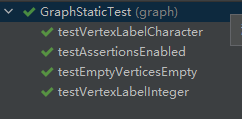 GraphStaticTest (graph)
testVertexLabelCharacter
testAssertionsEnabled
testEmptyVerticesEmpty
testVertexLabelInteger